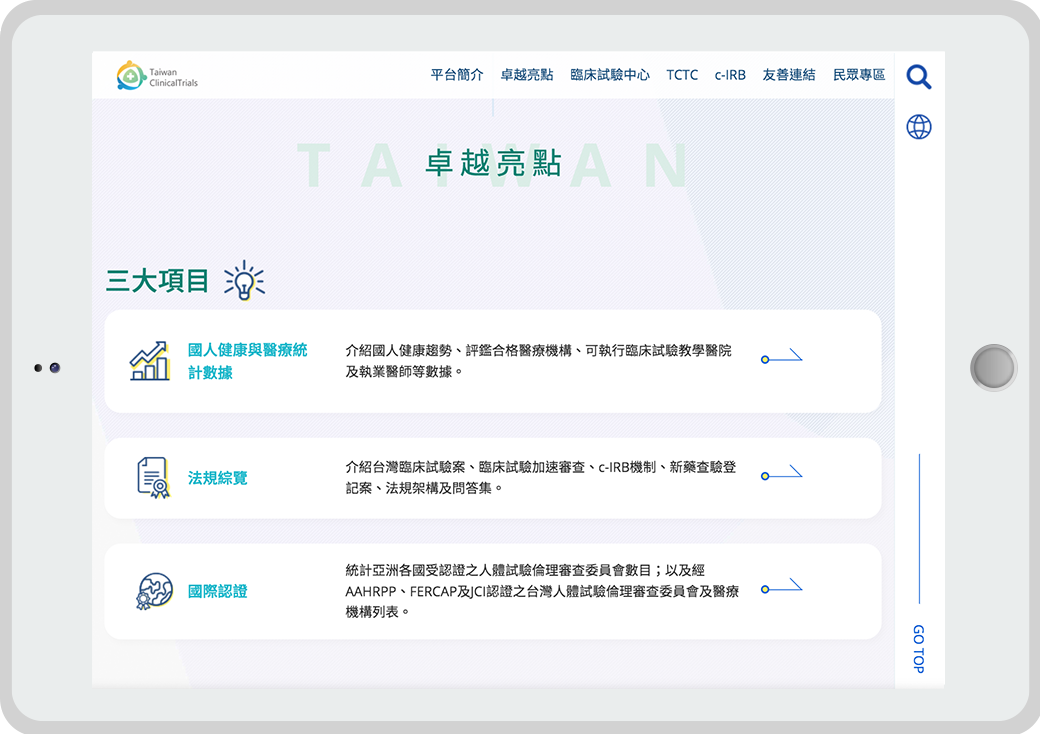 Taiwan
ClinicalTrials
平台簡介 卓越亮點 臨床試驗中心 TCTC c-IRB 友善連結 民眾專區
TAIWAN
卓越亮點
三大項目
國人健康與醫療統
計數據
介紹國人健康趨勢、評鑑合格醫療機構、可執行臨床試驗教學醫院
及執業醫師等數據。
法規綜覽
介紹台灣臨床試驗案、臨床試驗加速審查、c-IRB機制、新藥查驗登
記案、法規架構及問答集。
國際認證
統計亞洲各國受認證之人體試驗倫理審查委員會數目；以及經
AAHRPP、FERCAP及JCI認證之台灣人體試驗倫理審查委員會及醫療
機構列表。
GO TOP